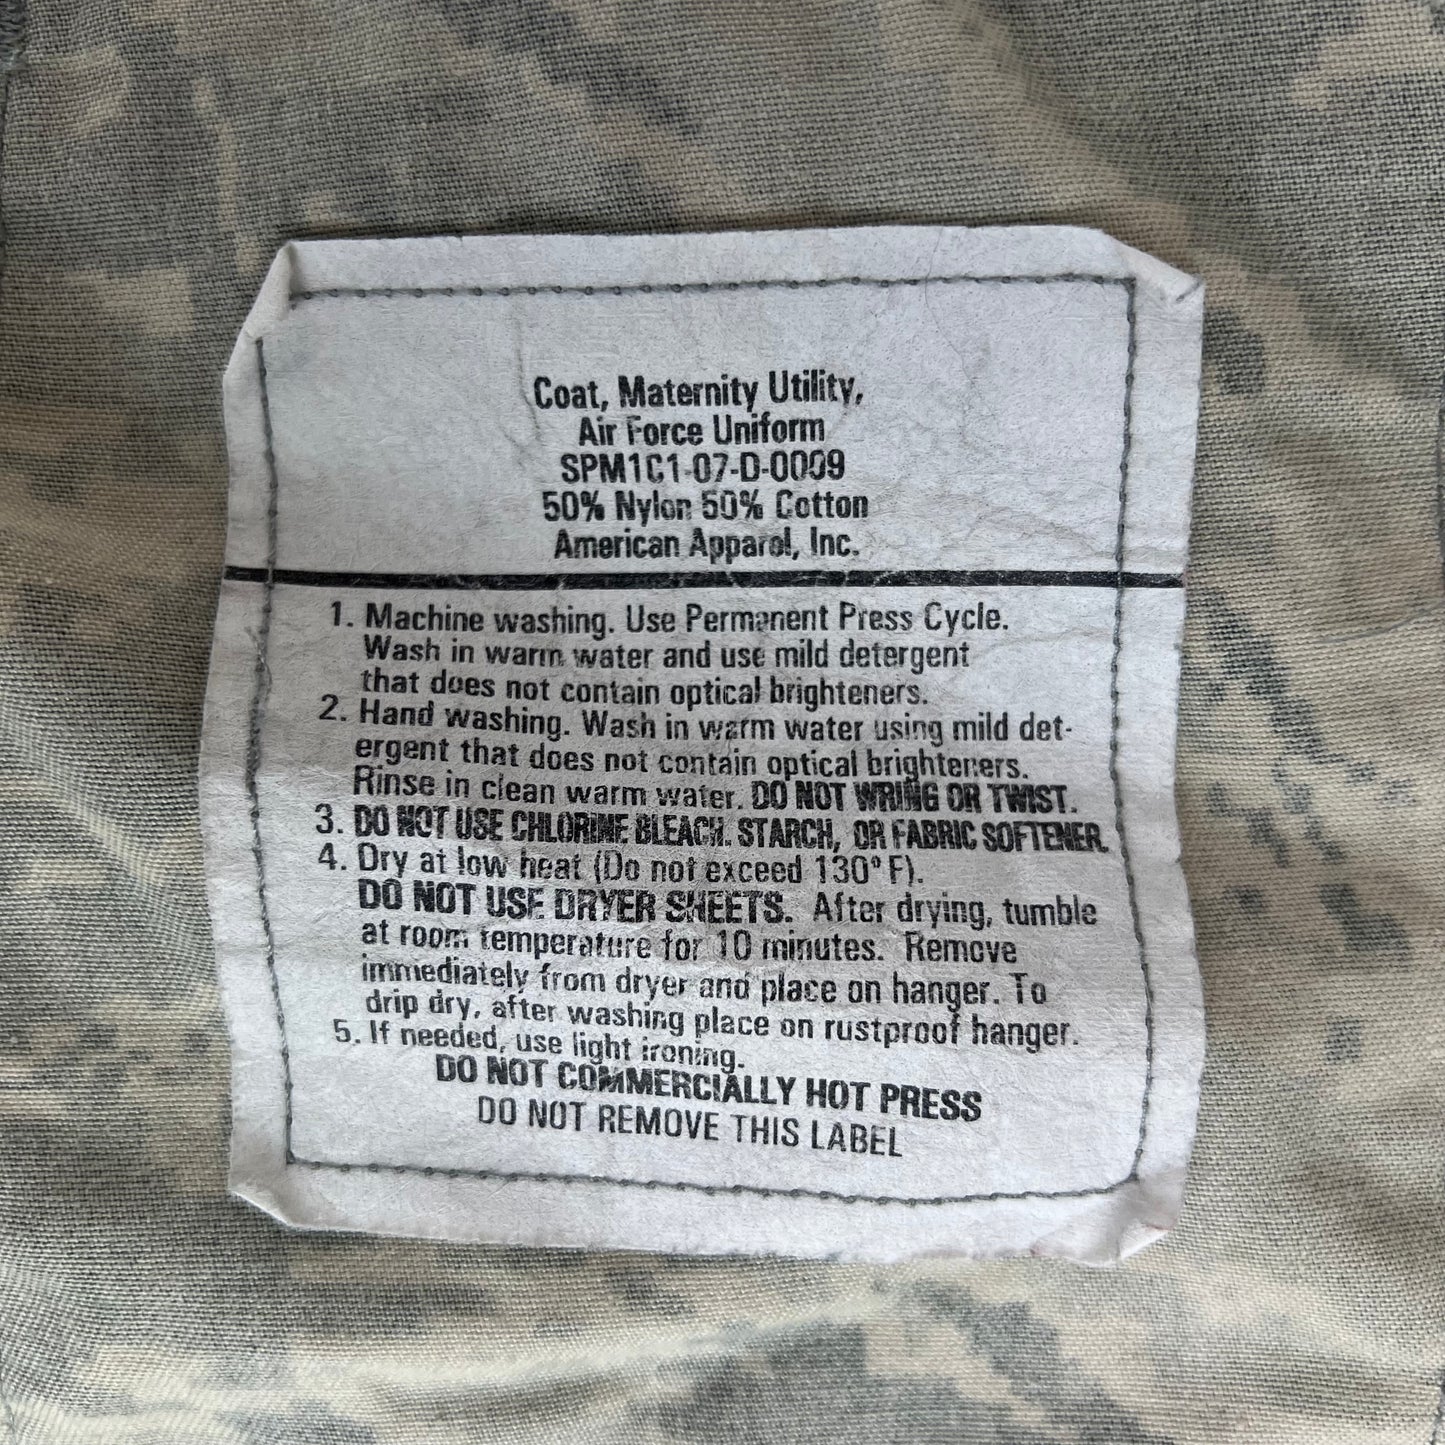 Coat, Maternity Utility,
Air Force Uniform
SPM1C1-07-D-0009
50% Nylon 50% Cotton
American Apparel, Inc.
1. Machine washing. Use Permanent Press Cycle.
Wash in warm water and use mild detergent
that does not contain optical brighteners.
2. Hand washing. Wash in warm water using mild det-
ergent that does not contain optical brighteners.
Rinse in clean warm water. DO NOT WRING OR TWIST.
3. DO NOT USE CHLORINE BLEACH. STARCH, OR FABRIC SOFTENER.
4. Dry at low heat (Do not exceed 130° F).
DO NOT USE DRYER SHEETS. After drying, tumble
at room temperature for 10 minutes. Remove
immediately from dryer and place on hanger. To
drip dry, after washing place on rustproof hanger.
5. If needed, use light ironing.
DO NOT COMMERCIALLY HOT PRESS
DO NOT REMOVE THIS LABEL